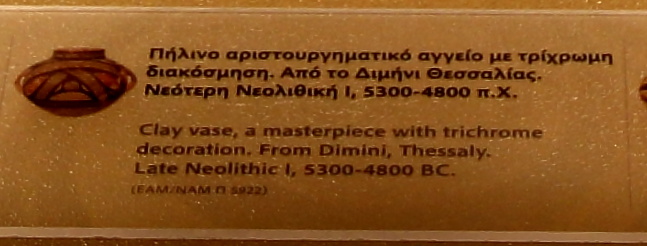 Πήλινο αριστουργηματικό αγγείο με τρίχρωμη
διακόσμηση. Από το Διμήνι Θεσσαλίας.
Νεότερη Νεολιθική Ι, 5300-4800 π.Χ.
Clay vase, a masterpiece with trichrome
decoration. From Dimini, Thessaly.
Late Neolithic I, 5300-4800 BC.
(ΕΑΜ/NAM Π 5922)